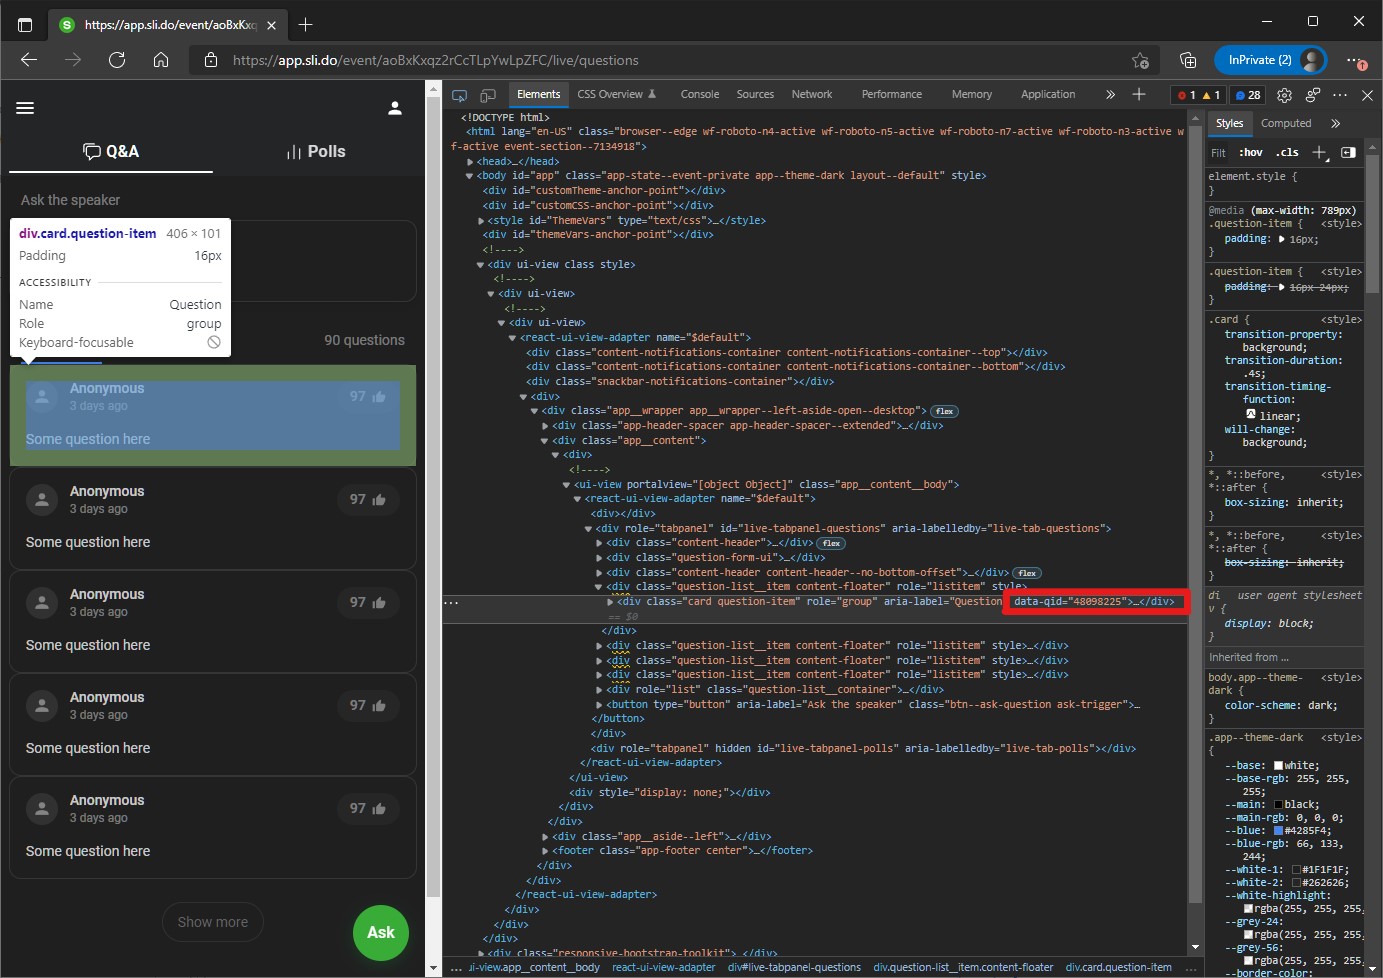 https://app.sli.do/event/aoBxKxq
https://app.sli.do/event/aoBxKxqz2rCcTLpYwLpZFC/live/questions
InPrivate (2)
Q&A
Polls
Ask the speaker
div.card.question-item 406 × 101
Padding 16px
ACCESSIBILITY
Name Question
Role group
Keyboard-focusable
90 questions
Anonymous
3 days ago
97
Some question here
Anonymous
3 days ago
97
Some question here
Anonymous
3 days ago
97
Some question here
Anonymous
3 days ago
97
Some question here
Anonymous
3 days ago
97
Some question here
Show more
Ask
Elements CSS Overview Console Sources Network Performance Memory Application » 1 1 28
<!DOCTYPE html>
<html lang="en-US" class="browser--edge wf-roboto-n4-active wf-roboto-n5-active wf-roboto-n7-active wf-roboto-n3-active w
f-active event-section--7134918">
<head>…</head>
<body id="app" class="app-state--event-private app--theme-dark layout--default" style>
<div id="customTheme-anchor-point"></div>
<div id="customCSS-anchor-point"></div>
<style id="ThemeVars" type="text/css">…</style>
<div id="themeVars-anchor-point"></div>
<!---->
<div ui-view class style>
<!---->
<div ui-view>
<!---->
<div ui-view>
<react-ui-view-adapter name="$default">
<div class="content-notifications-container content-notifications-container--top"></div>
<div class="content-notifications-container content-notifications-container--bottom"></div>
<div class="snackbar-notifications-container"></div>
<div>
<div class="app__wrapper app__wrapper--left-aside-open--desktop"> flex
<div class="app-header-spacer app-header-spacer--extended">…</div>
<div class="app__content">
<div>
<!---->
<ui-view portalview="[object Object]" class="app__content__body">
<react-ui-view-adapter name="$default">
<div></div>
<div role="tabpanel" id="live-tabpanel-questions" aria-labelledby="live-tab-questions">
<div class="content-header">…</div> flex
<div class="question-form-ui">…</div>
<div class="content-header content-header--no-bottom-offset">…</div> flex
<div class="question-list__item content-floater" role="listitem" style>
… <div class="card question-item" role="group" aria-label="Question data-qid="48098225">…</div>
== $0
</div>
<div class="question-list__item content-floater" role="listitem" style>…</div>
<div class="question-list__item content-floater" role="listitem" style>…</div>
<div class="question-list__item content-floater" role="listitem" style>…</div>
<div role="list" class="question-list__container">…</div>
<button type="button" aria-label="Ask the speaker" class="btn--ask-question ask-trigger">…
</button>
</div>
<div role="tabpanel" hidden id="live-tabpanel-polls" aria-labelledby="live-tab-polls"></div>
</react-ui-view-adapter>
</ui-view>
<div style="display: none;"></div>
</div>
</div>
<div class="app__aside--left">…</div>
<footer class="app-footer center">…</footer>
</div>
</div>
</react-ui-view-adapter>
</div>
</div>
</div>
<div class="responsive-bootstrap-toolkit">…</div>
… ui-view.app__content__body react-ui-view-adapter div#live-tabpanel-questions div.question-list__item.content-floater div.card.question-item …
Styles Computed »
Filt :hov .cls
element.style {
}
@media (max-width: 789px)
.question-item { <style>
padding: 16px;
}
.question-item { <style>
padding: 16px 24px;
}
.card { <style>
transition-property:
background;
transition-duration:
.4s;
transition-timing-
function:
linear;
will-change:
background;
}
*, *::before, <style>
*::after {
box-sizing: inherit;
}
*, *::before, <style>
*::after {
box-sizing: inherit;
}
di user agent stylesheet
v {
display: block;
}
Inherited from …
body.app--theme- <style>
dark {
color-scheme: dark;
}
.app--theme-dark <style>
{
--base: white;
--base-rgb: 255, 255,
255;
--main: black;
--main-rgb: 0, 0, 0;
--blue: #4285F4;
--blue-rgb: 66, 133,
244;
--white-1: #1F1F1F;
--white-2: #262626;
--white-highlight:
rgba(255, 255, 255,
--grey-24:
rgba(255, 255, 255,
--grey-56:
rgba(255, 255, 255,
--border-color: